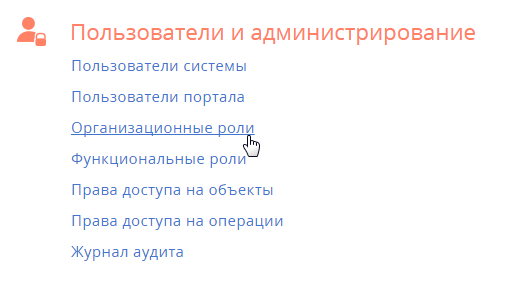 Пользователи и администрирование
Пользователи системы
Пользователи портала
Организационные роли
Функциональные роли
Права доступа на объекты
Права доступа на операции
Журнал аудита